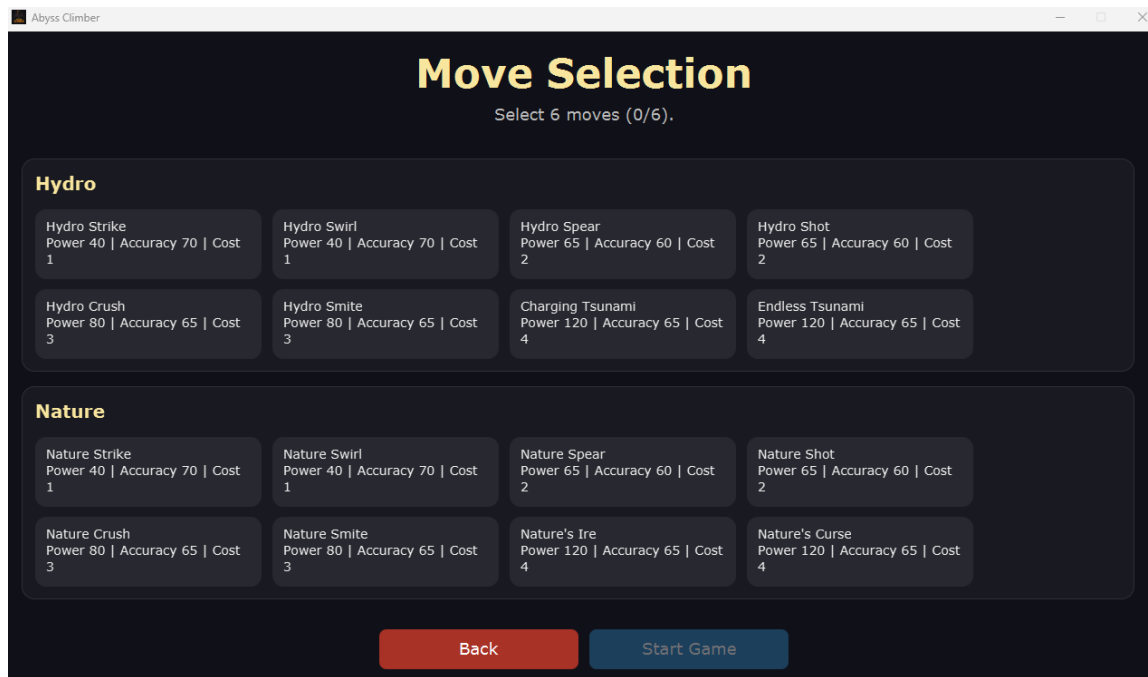 Abyss Climber
Move Selection
Select 6 moves (0/6).
Hydro
Hydro Strike
Power 40 | Accuracy 70 | Cost
1
Hydro Swirl
Power 40 | Accuracy 70 | Cost
1
Hydro Spear
Power 65 | Accuracy 60 | Cost
2
Hydro Shot
Power 65 | Accuracy 60 | Cost
2
Hydro Crush
Power 80 | Accuracy 65 | Cost
3
Hydro Smite
Power 80 | Accuracy 65 | Cost
3
Charging Tsunami
Power 120 | Accuracy 65 | Cost
4
Endless Tsunami
Power 120 | Accuracy 65 | Cost
4
Nature
Nature Strike
Power 40 | Accuracy 70 | Cost
1
Nature Swirl
Power 40 | Accuracy 70 | Cost
1
Nature Spear
Power 65 | Accuracy 60 | Cost
2
Nature Shot
Power 65 | Accuracy 60 | Cost
2
Nature Crush
Power 80 | Accuracy 65 | Cost
3
Nature Smite
Power 80 | Accuracy 65 | Cost
3
Nature's Ire
Power 120 | Accuracy 65 | Cost
4
Nature's Curse
Power 120 | Accuracy 65 | Cost
4
Back
Start Game